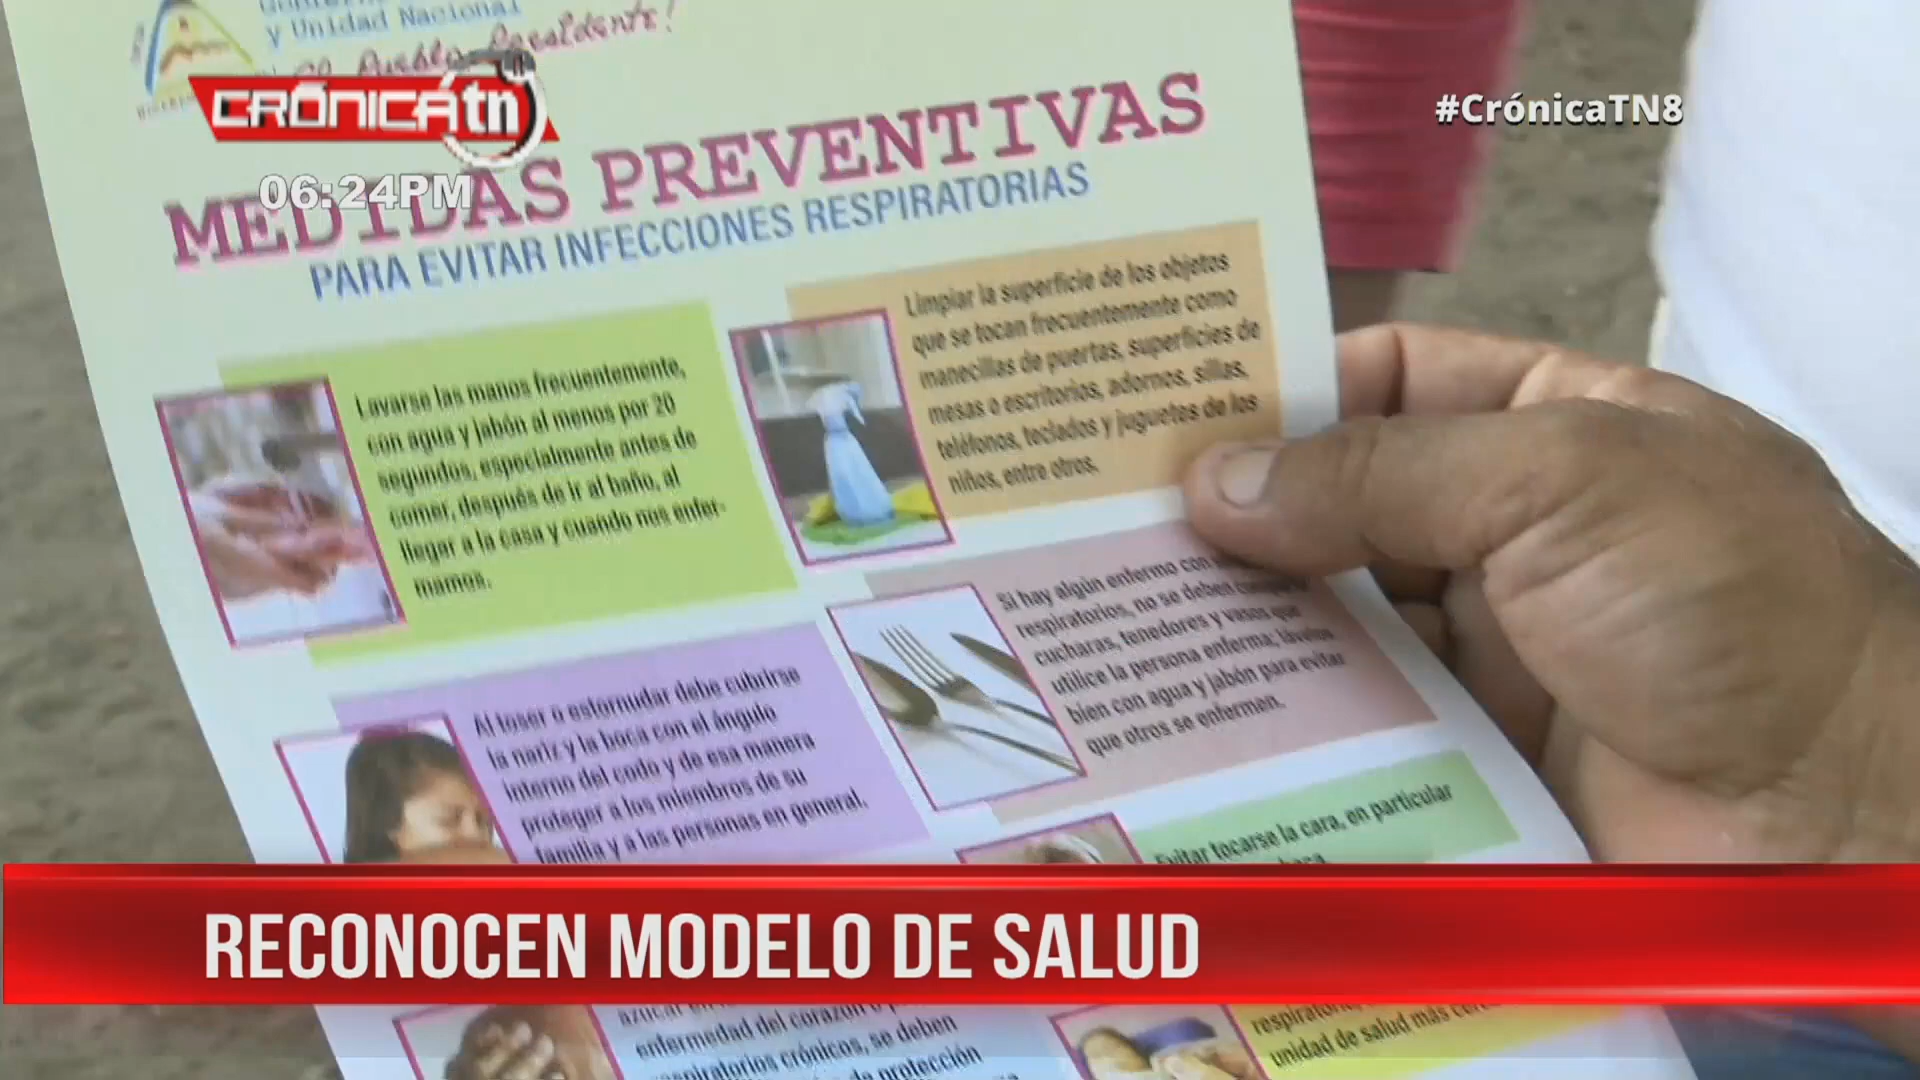 y Unidad Nacional
El Pueblo, Presidente!
CRÓNICA tn
#CrónicaTN8
06:24PM
MEDIDAS PREVENTIVAS
PARA EVITAR INFECCIONES RESPIRATORIAS
Lavarse las manos frecuentemente,
con agua y jabón al menos por 20
segundos, especialmente antes de
comer, después de ir al baño, al
llegar a la casa y cuando nos enfer-
mamos.
Limpiar la superficie de los objetos
que se tocan frecuentemente como
manecillas de puertas, superficies de
mesas o escritorios, adornos, sillas,
teléfonos, teclados y juguetes de los
niños, entre otros.
Al toser o estornudar debe cubrirse
la nariz y la boca con el ángulo
interno del codo y de esa manera
proteger a los miembros de su
familia y a las personas en general.
Si hay algún enfermo con
respiratorios, no se deben
cucharas, tenedores y vasos que
utilice la persona enferma; lávelos
bien con agua y jabón para evitar
que otros se enfermen.
Evitar tocarse la cara, en particular
RECONOCEN MODELO DE SALUD
enfermedad del corazón o
respiratorios crónicos, se deben
protección
unidad de salud más